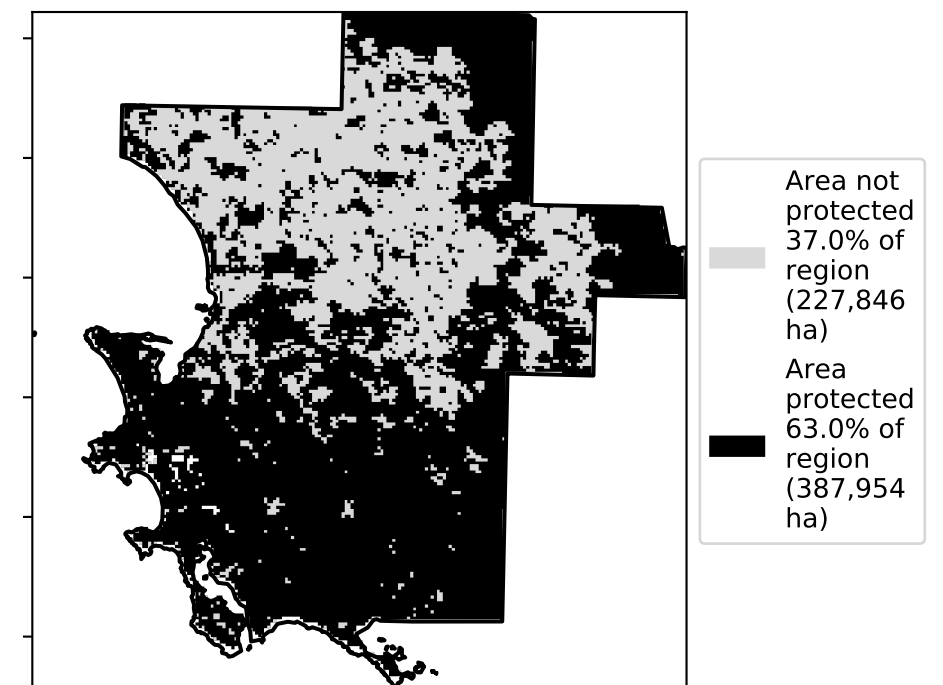 Area not
protected
37.0% of
region
(227,846
ha)
Area
protected
63.0% of
region
(387,954
ha)